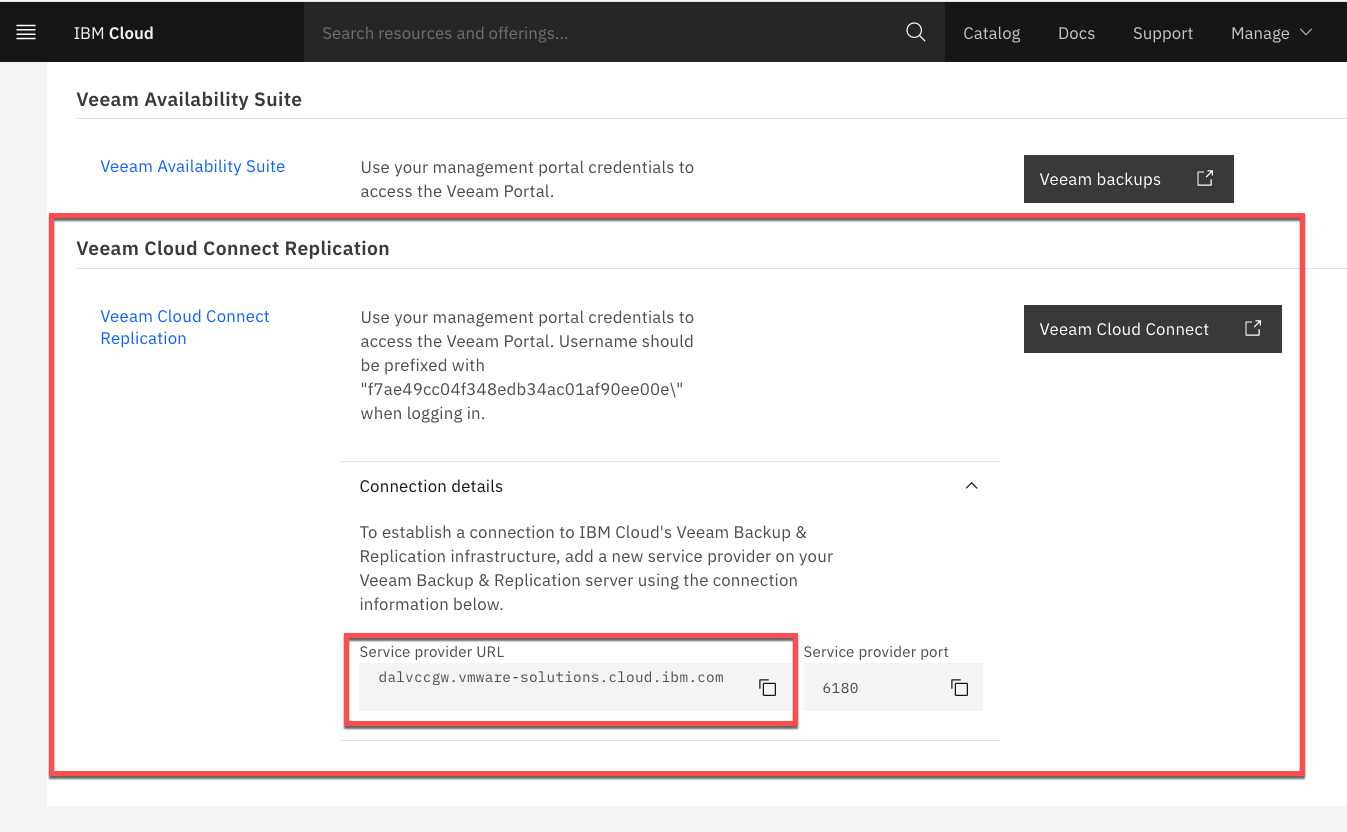 IBM Cloud
Search resources and offerings...
Catalog
Docs
Support
Manage
Veeam Availability Suite
Veeam Availability Suite
Use your management portal credentials to
access the Veeam Portal.
Veeam backups
Veeam Cloud Connect Replication
Veeam Cloud Connect
Replication
Use your management portal credentials to
access the Veeam Portal. Username should
be prefixed with
"f7ae49cc04f348edb34ac01af90ee00e\"
when logging in.
Veeam Cloud Connect
Connection details
To establish a connection to IBM Cloud's Veeam Backup &
Replication infrastructure, add a new service provider on your
Veeam Backup & Replication server using the connection
information below.
Service provider URL
dalvccgw.vmware-solutions.cloud.ibm.com
Service provider port
6180